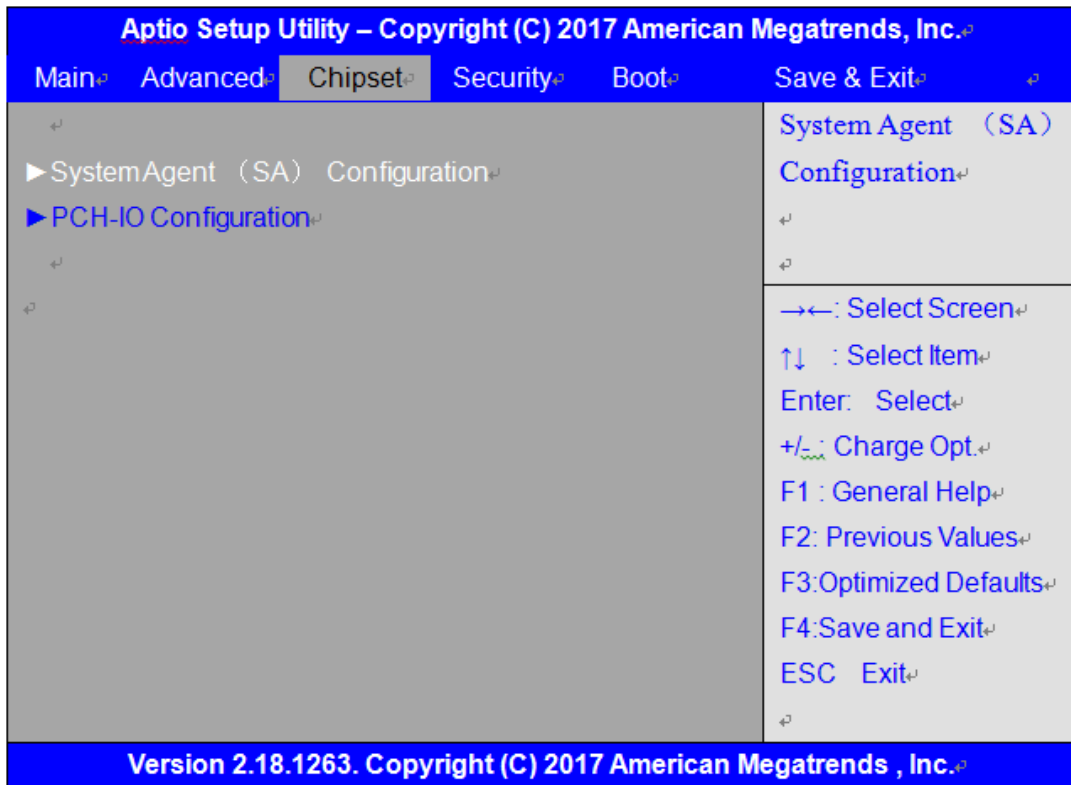 Aptio Setup Utility – Copyright (C) 2017 American Megatrends, Inc.
Main Advanced Chipset Security Boot Save & Exit
►System Agent （SA） Configuration
►PCH-IO Configuration
System Agent （SA）
Configuration
→←: Select Screen
↑↓ : Select Item
Enter: Select
+/- : Charge Opt.
F1 : General Help
F2: Previous Values
F3:Optimized Defaults
F4:Save and Exit
ESC Exit
Version 2.18.1263. Copyright (C) 2017 American Megatrends , Inc.